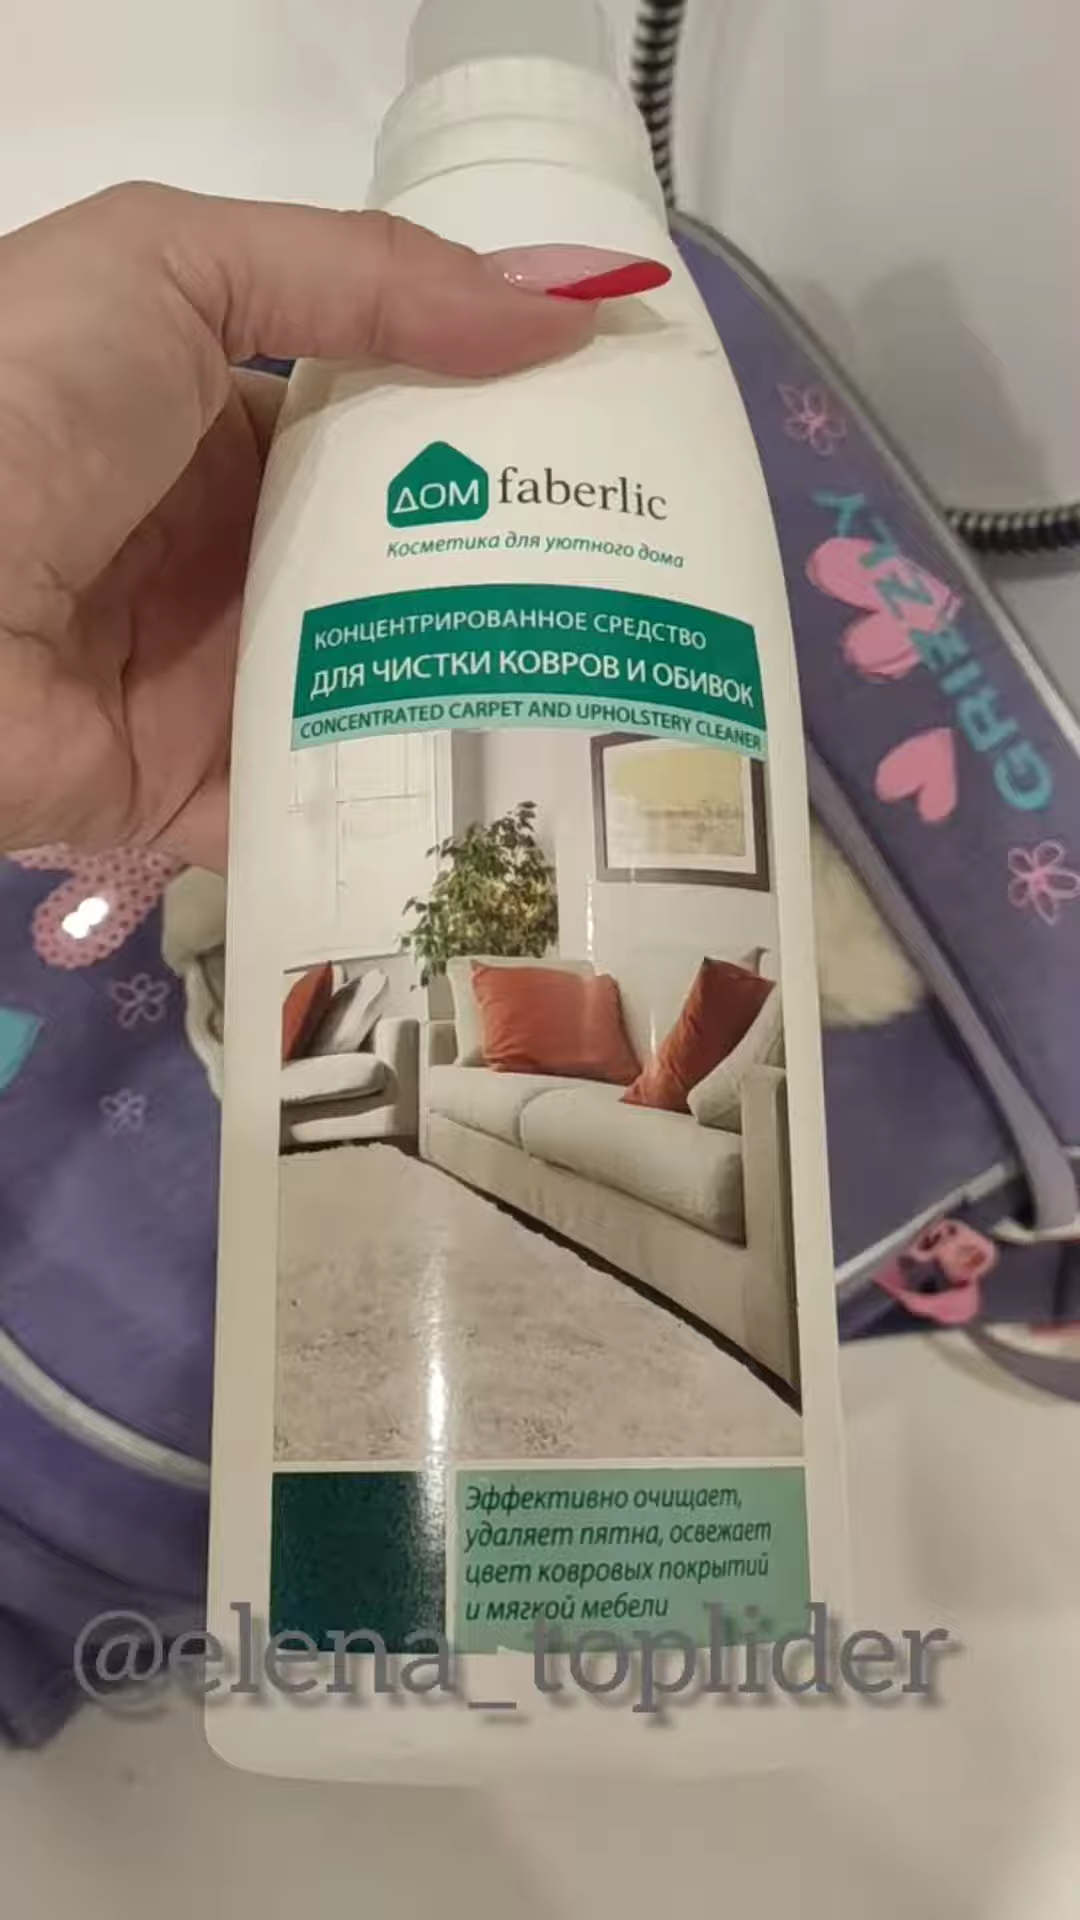 ДОМ faberlic
Косметика для уютного дома
КОНЦЕНТРИРОВАННОЕ СРЕДСТВО
ДЛЯ ЧИСТКИ КОВРОВ И ОБИВОК
CONCENTRATED CARPET AND UPHOLSTERY CLEANER
GRIZZLY
Эффективно очищает,
удаляет пятна, освежает
цвет ковровых покрытий
и мягкой мебели
@elena_toplider